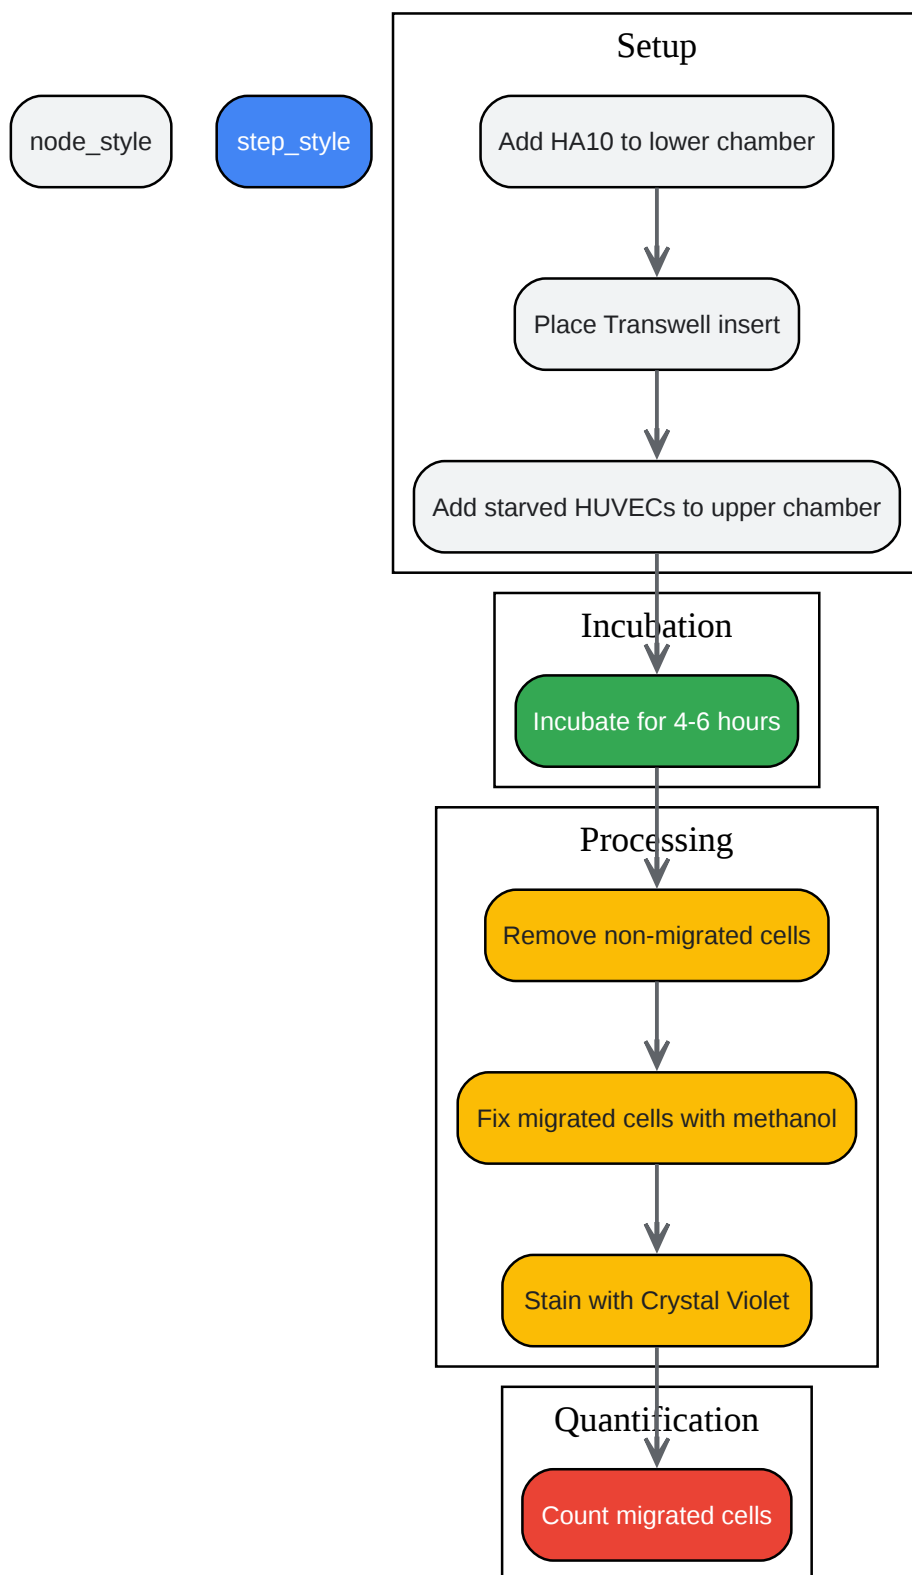 Setup
node_style
step_style
Add HA10 to lower chamber
Place Transwell insert
Add starved HUVECs to upper chamber
Incubation
Incubate for 4-6 hours
Processing
Remove non-migrated cells
Fix migrated cells with methanol
Stain with Crystal Violet
Quantification
Count migrated cells